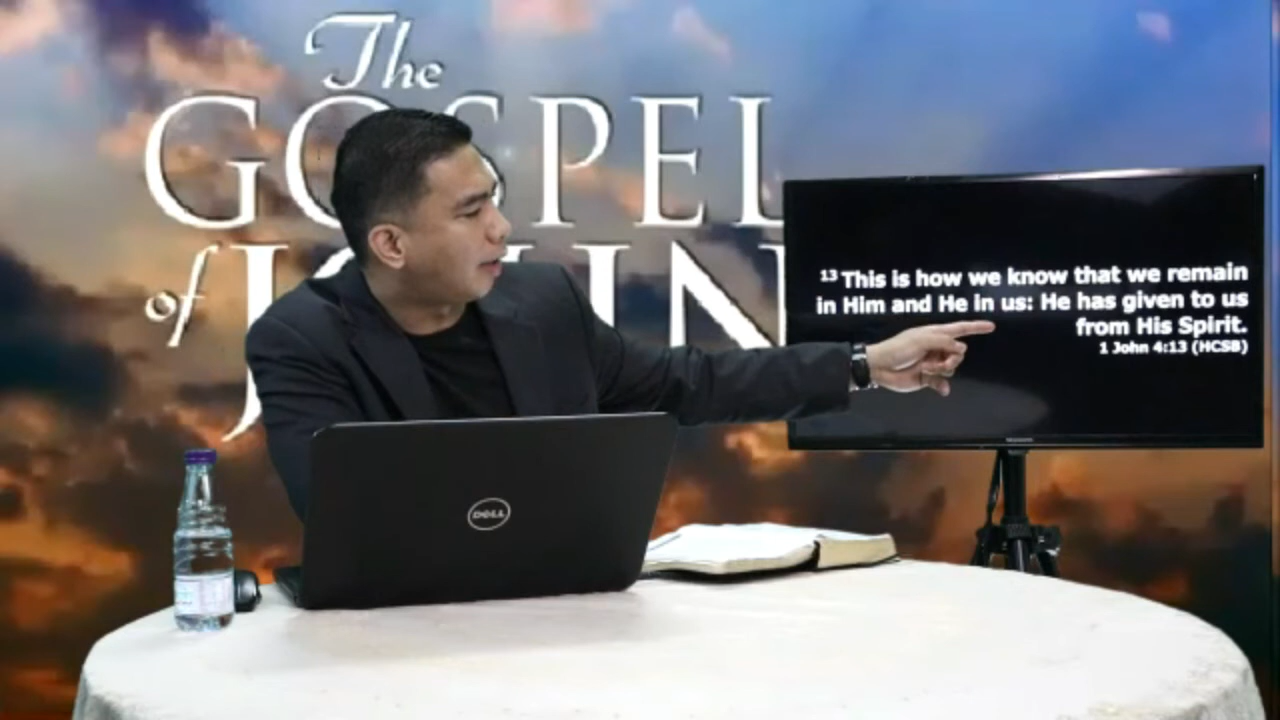 The
GOSPEL
of JOHN
13 This is how we know that we remain
in Him and He in us: He has given to us
from His Spirit.
1 John 4:13 (HCSB)
DELL